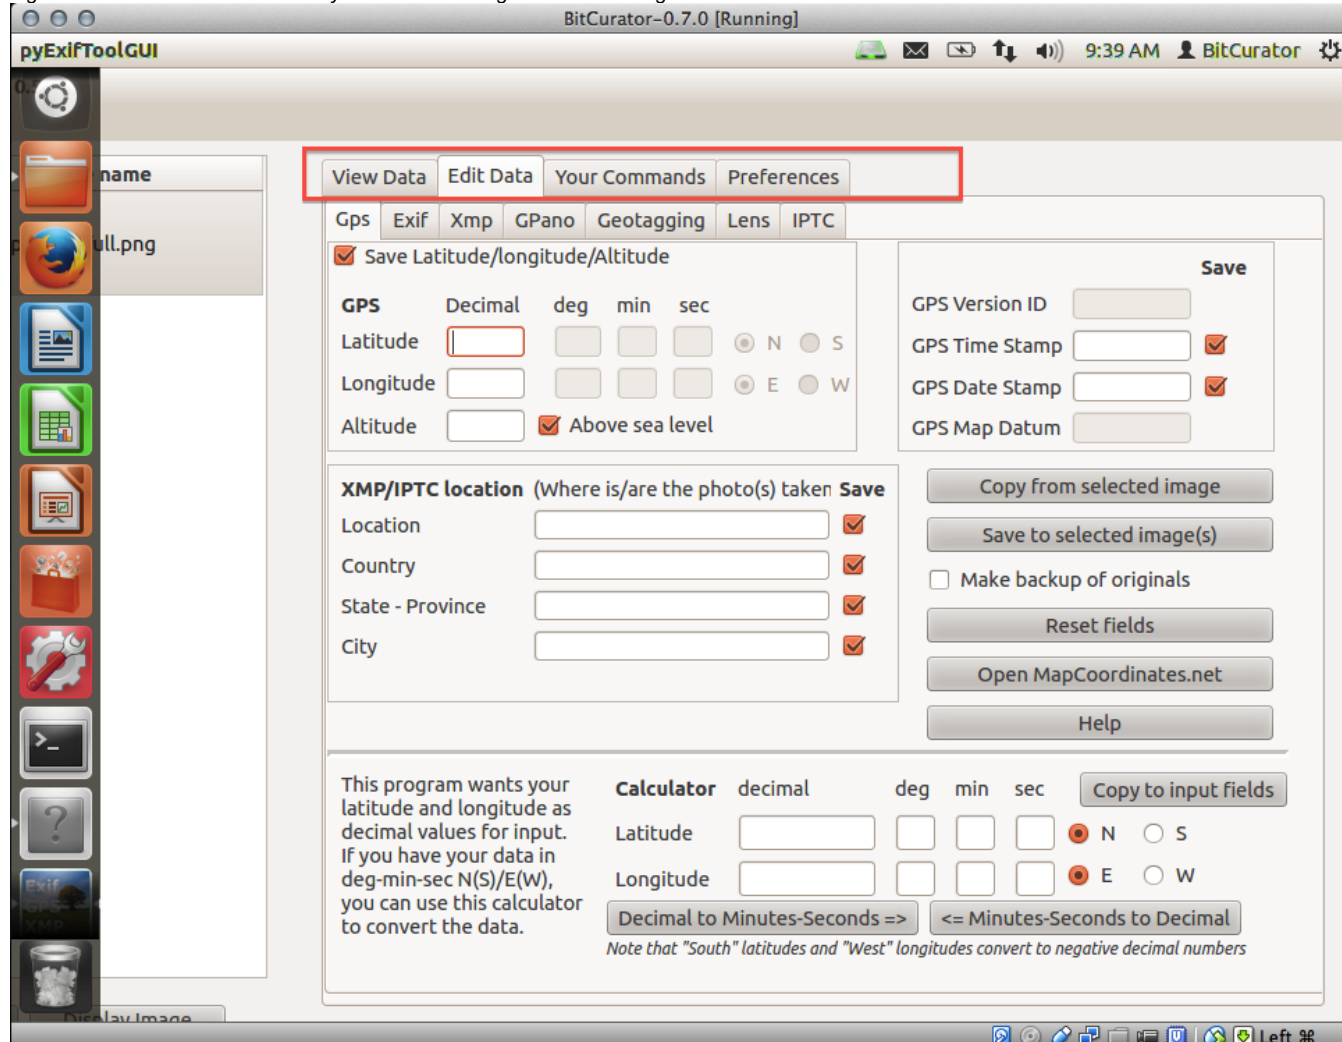 BitCurator-0.7.0 [Running]
pyExifToolGUI
9:39 AM BitCurator
name
ull.png
View Data Edit Data Your Commands Preferences
Gps Exif Xmp GPano Geotagging Lens IPTC
Save Latitude/longitude/Altitude
Save
GPS Decimal deg min sec
GPS Version ID
Latitude N S
GPS Time Stamp
Longitude E W
GPS Date Stamp
Altitude Above sea level
GPS Map Datum
XMP/IPTC location (Where is/are the photo(s) taken Save
Copy from selected image
Location
Save to selected image(s)
Country
Make backup of originals
State - Province
Reset fields
City
Open MapCoordinates.net
Help
This program wants your
latitude and longitude as
decimal values for input.
If you have your data in
deg-min-sec N(S)/E(W),
you can use this calculator
to convert the data.
Calculator decimal deg min sec Copy to input fields
Latitude N S
Longitude E W
Decimal to Minutes-Seconds => <= Minutes-Seconds to Decimal
Note that "South" latitudes and "West" longitudes convert to negative decimal numbers
Exif
GPS
XMP
Display Image
Left ⌘